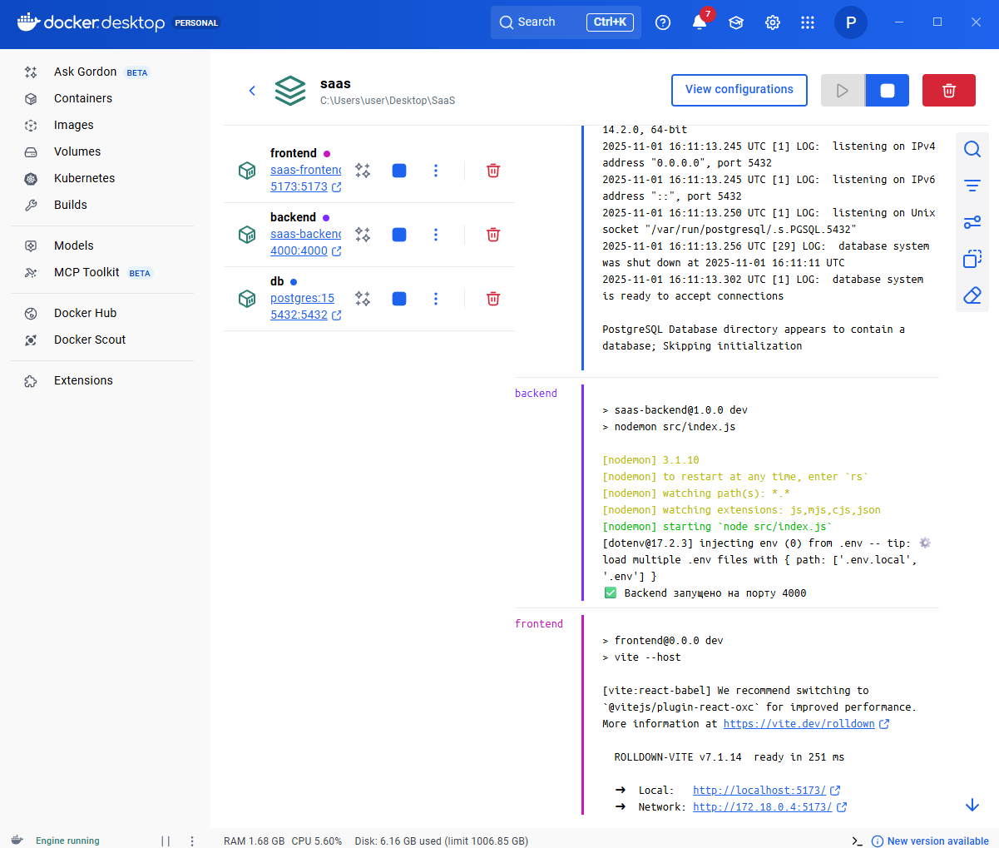 docker.desktop PERSONAL
Search Ctrl+K
7
P
Ask Gordon BETA
Containers
Images
Volumes
Kubernetes
Builds
Models
MCP Toolkit BETA
Docker Hub
Docker Scout
Extensions
saas
C:\Users\user\Desktop\SaaS
View configurations
frontend
saas-frontend
5173:5173
backend
saas-backend
4000:4000
db
postgres:15
5432:5432
14.2.0, 64-bit
2025-11-01 16:11:13.245 UTC [1] LOG:  listening on IPv4
address "0.0.0.0", port 5432
2025-11-01 16:11:13.245 UTC [1] LOG:  listening on IPv6
address "::", port 5432
2025-11-01 16:11:13.250 UTC [1] LOG:  listening on Unix
socket "/var/run/postgresql/.s.PGSQL.5432"
2025-11-01 16:11:13.256 UTC [29] LOG:  database system
was shut down at 2025-11-01 16:11:11 UTC
2025-11-01 16:11:13.302 UTC [1] LOG:  database system
is ready to accept connections
PostgreSQL Database directory appears to contain a
database; Skipping initialization
backend
> saas-backend@1.0.0 dev
> nodemon src/index.js
[nodemon] 3.1.10
[nodemon] to restart at any time, enter `rs`
[nodemon] watching path(s): *.*
[nodemon] watching extensions: js,mjs,cjs,json
[nodemon] starting `node src/index.js`
[dotenv@17.2.3] injecting env (0) from .env -- tip: ⚙️
load multiple .env files with { path: ['.env.local',
'.env'] }
✅ Backend запущено на порту 4000
frontend
> frontend@0.0.0 dev
> vite --host
[vite:react-babel] We recommend switching to
`@vitejs/plugin-react-oxc` for improved performance.
More information at https://vite.dev/rolldown
ROLLDOWN-VITE v7.1.14  ready in 251 ms
➜  Local:   http://localhost:5173/
➜  Network: http://172.18.0.4:5173/
Engine running
RAM 1.68 GB CPU 5.60% Disk: 6.16 GB used (limit 1006.85 GB)
New version available